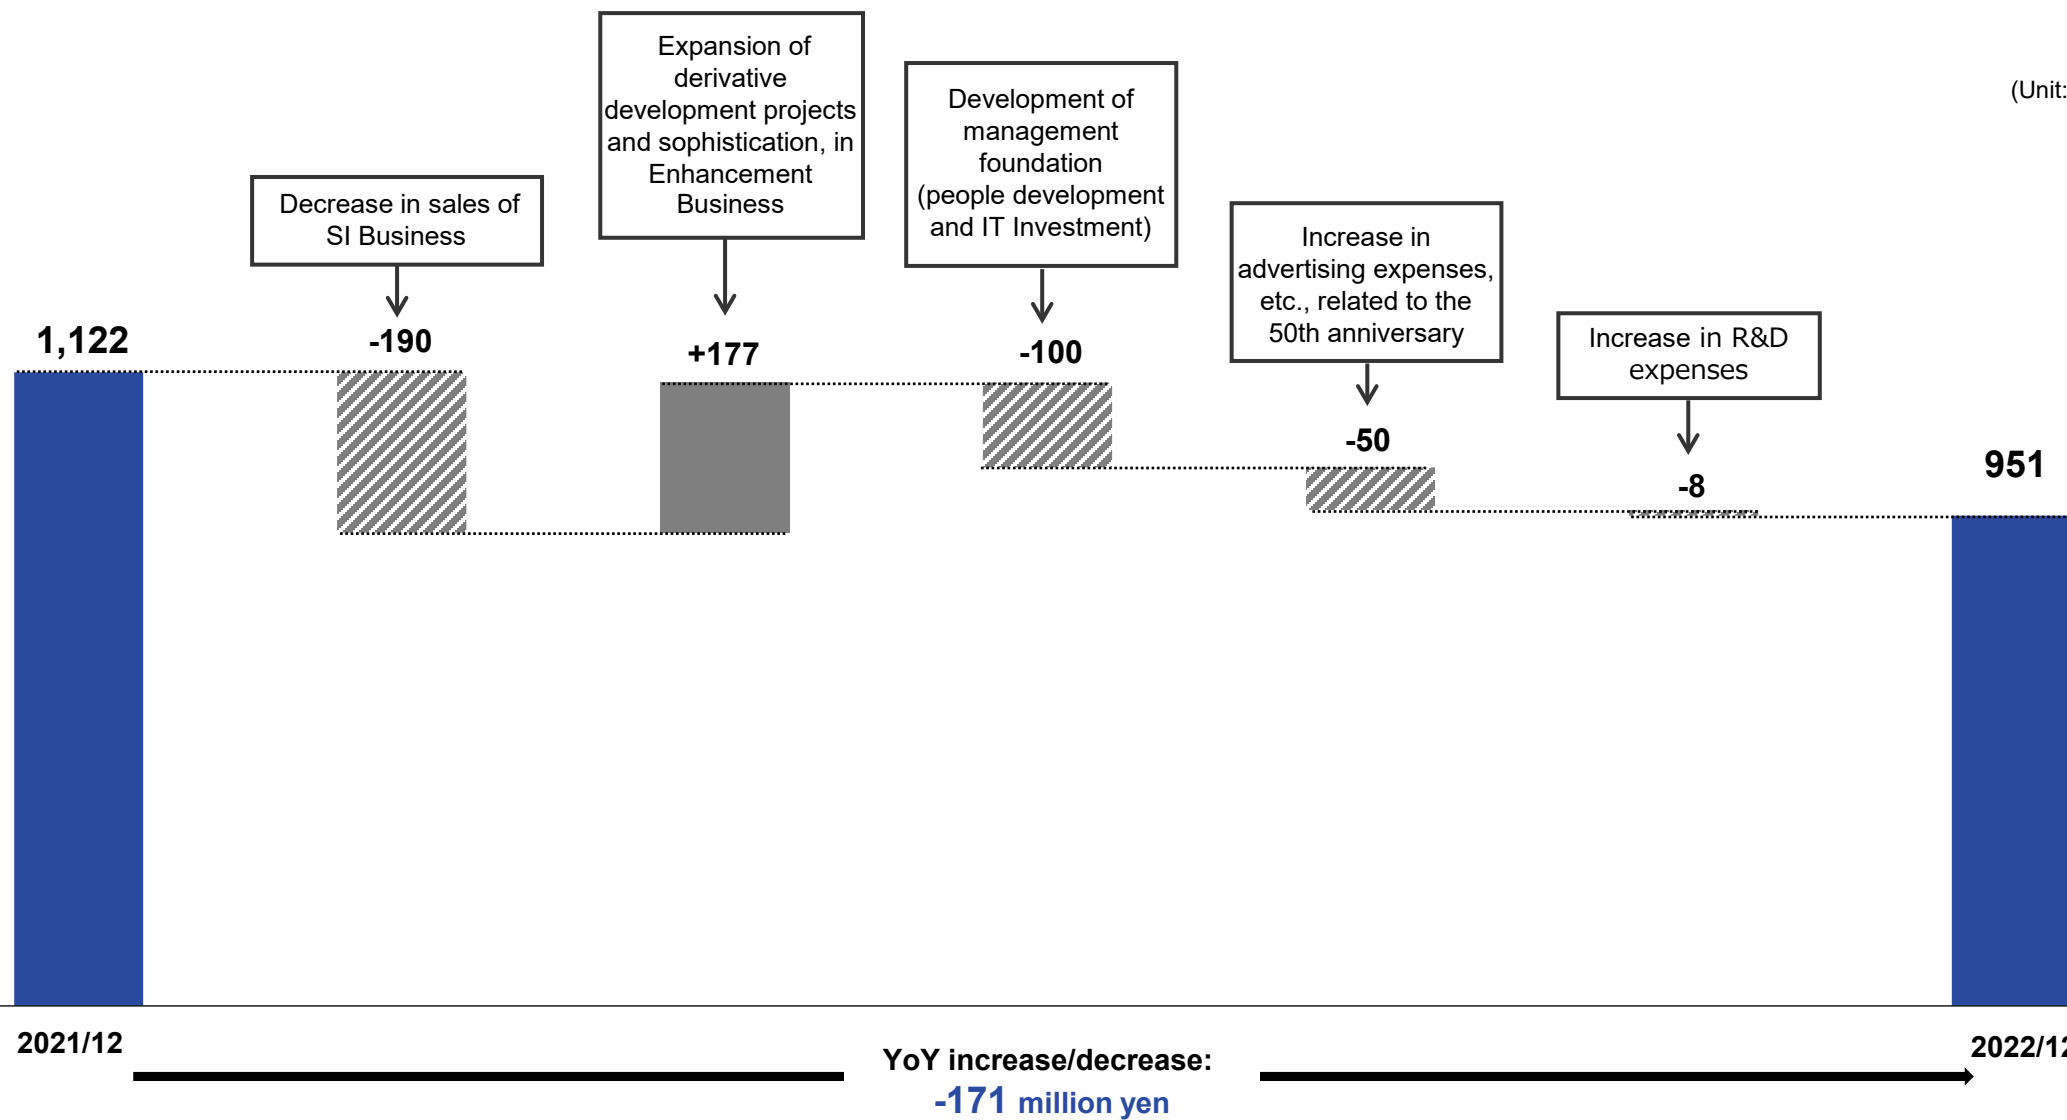 Expansion of
derivative
development projects
and sophistication, in
Enhancement
Business
Development of
management
foundation
(people development
and IT Investment)
(Unit:
Decrease in sales of
SI Business
Increase in
advertising expenses,
etc., related to the
50th anniversary
Increase in R&D
expenses
1,122
-190
+177
-100
-50
-8
951
2021/12
YoY increase/decrease:
-171 million yen
2022/12